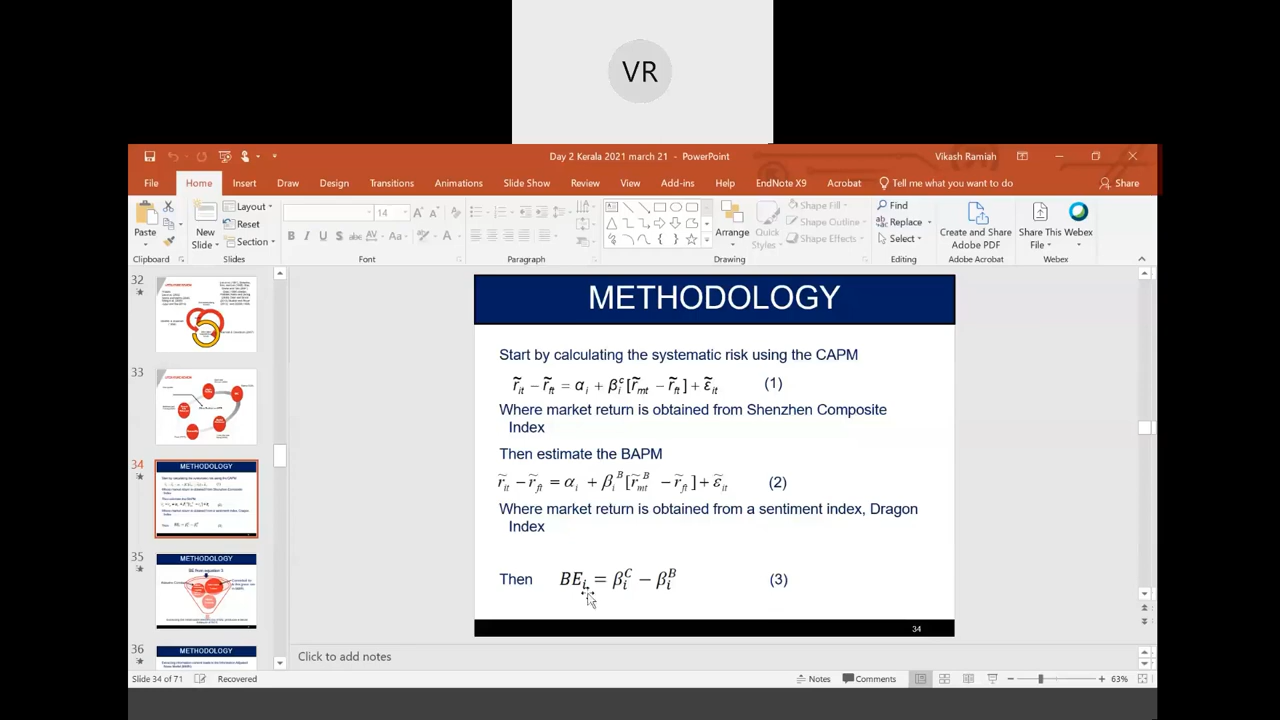 VR
Day 2 Kerala 2021 march 21 - PowerPoint
Vikash Ramiah
File Home Insert Draw Design Transitions Animations Slide Show Review View Add-ins Help EndNote X9 Acrobat Tell me what you want to do Share
Paste
New
Slide
Layout
Reset
Section
14
B I U S abc AV Aa A
Arrange
Quick
Styles
Shape Fill
Shape Outline
Shape Effects
Find
Replace
Select
Create and Share
Adobe PDF
Share This
File
Webex
Clipboard Slides Font Paragraph Drawing Editing Adobe Acrobat Webex
32
33
34
METHODOLOGY
35
36
METHODOLOGY
METHODOLOGY
Start by calculating the systematic risk using the CAPM
r̃it − r̃ft = αi + βiᶜ[r̃mt − r̃ft] + ε̃it (1)
Where market return is obtained from Shenzhen Composite
Index
Then estimate the BAPM
r̃it − r̃ft = αi + βiᴮ[r̃mtᴮ − r̃ft] + ε̃it (2)
Where market return is obtained from a sentiment index, Dragon
Index
Then BEi = βiᶜ − βiᴮ (3)
34
Click to add notes
Slide 34 of 71 Recovered Notes Comments 63%